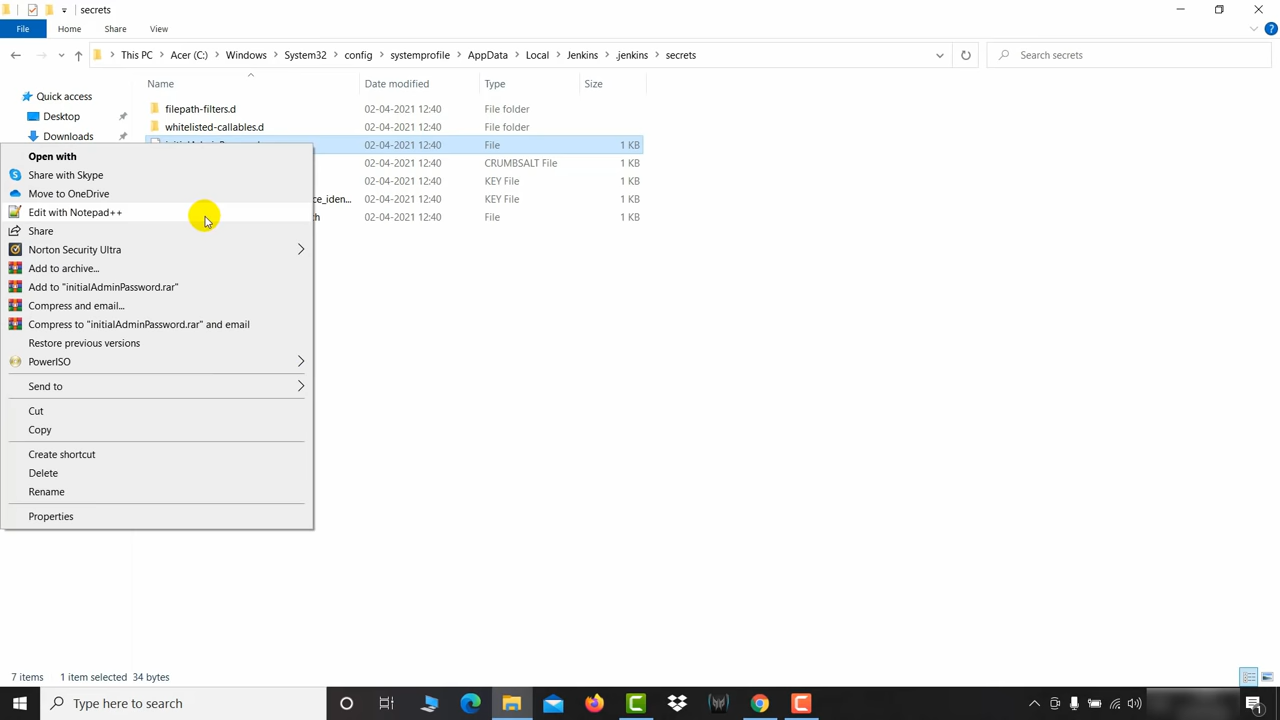 secrets
File Home Share View
This PC Acer (C:) Windows System32 config systemprofile AppData Local Jenkins .jenkins secrets
Search secrets
Name Date modified Type Size
Quick access
Desktop
Downloads
filepath-filters.d 02-04-2021 12:40 File folder
whitelisted-callables.d 02-04-2021 12:40 File folder
02-04-2021 12:40 File 1 KB
02-04-2021 12:40 CRUMBSALT File 1 KB
02-04-2021 12:40 KEY File 1 KB
ce_iden... 02-04-2021 12:40 KEY File 1 KB
th 02-04-2021 12:40 File 1 KB
Open with
Share with Skype
Move to OneDrive
Edit with Notepad++
Share
Norton Security Ultra
Add to archive...
Add to "initialAdminPassword.rar"
Compress and email...
Compress to "initialAdminPassword.rar" and email
Restore previous versions
PowerISO
Send to
Cut
Copy
Create shortcut
Delete
Rename
Properties
7 items 1 item selected 34 bytes
Type here to search